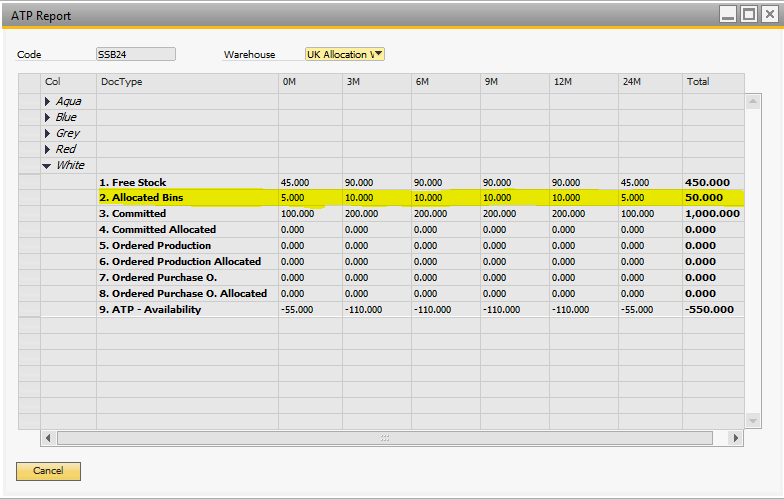 ATP Report
Code SSB24 Warehouse UK Allocation
Col DocType 0M 3M 6M 9M 12M 24M Total
Aqua
Blue
Grey
Red
White
1. Free Stock 45.000 90.000 90.000 90.000 90.000 45.000 450.000
2. Allocated Bins 5.000 10.000 10.000 10.000 10.000 5.000 50.000
3. Committed 100.000 200.000 200.000 200.000 200.000 100.000 1,000.000
4. Committed Allocated 0.000 0.000 0.000 0.000 0.000 0.000 0.000
5. Ordered Production 0.000 0.000 0.000 0.000 0.000 0.000 0.000
6. Ordered Production Allocated 0.000 0.000 0.000 0.000 0.000 0.000 0.000
7. Ordered Purchase O. 0.000 0.000 0.000 0.000 0.000 0.000 0.000
8. Ordered Purchase O. Allocated 0.000 0.000 0.000 0.000 0.000 0.000 0.000
9. ATP - Availability -55.000 -110.000 -110.000 -110.000 -110.000 -55.000 -550.000
Cancel